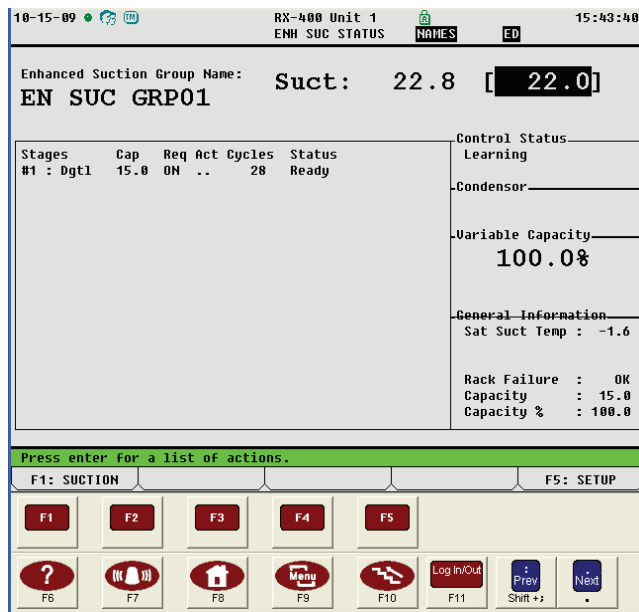 10-15-09 RX-400 Unit 1 15:43:40
ENH SUC STATUS NAMES ED
Enhanced Suction Group Name:
EN SUC GRP01
Suct: 22.8 [ 22.0]
Stages Cap Req Act Cycles Status
#1 : Dgtl 15.0 ON .. 28 Ready
Control Status
Learning
Condensor
Variable Capacity
100.0%
General Information
Sat Suct Temp : -1.6
Rack Failure : OK
Capacity : 15.0
Capacity % : 100.0
Press enter for a list of actions.
F1: SUCTION F5: SETUP
F1 F2 F3 F4 F5
? Menu Log In/Out : Prev Next
F6 F7 F8 F9 F10 F11 Shift +; .